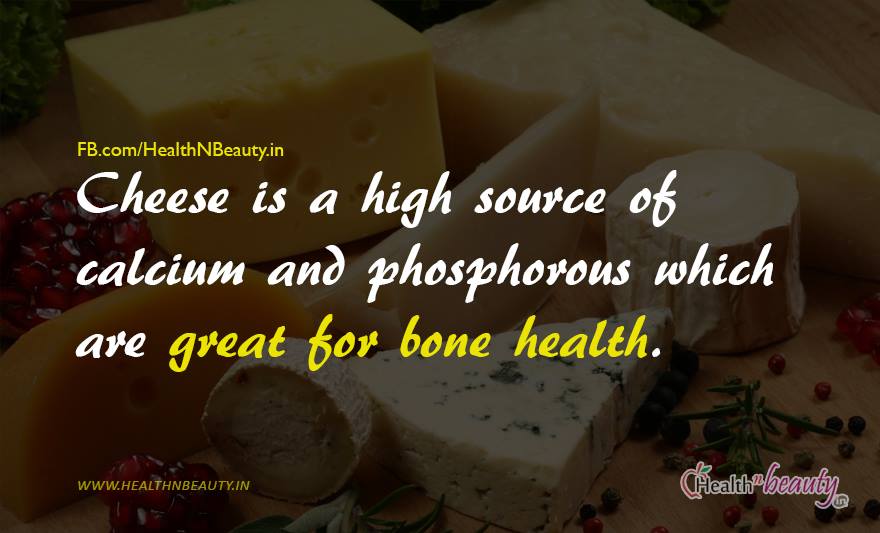 FB.com/HealthNBeauty.in
Cheese is a high source of
calcium and phosphorous which
are great for bone health.
WWW.HEALTHNBEAUTY.IN
Health n beauty.in